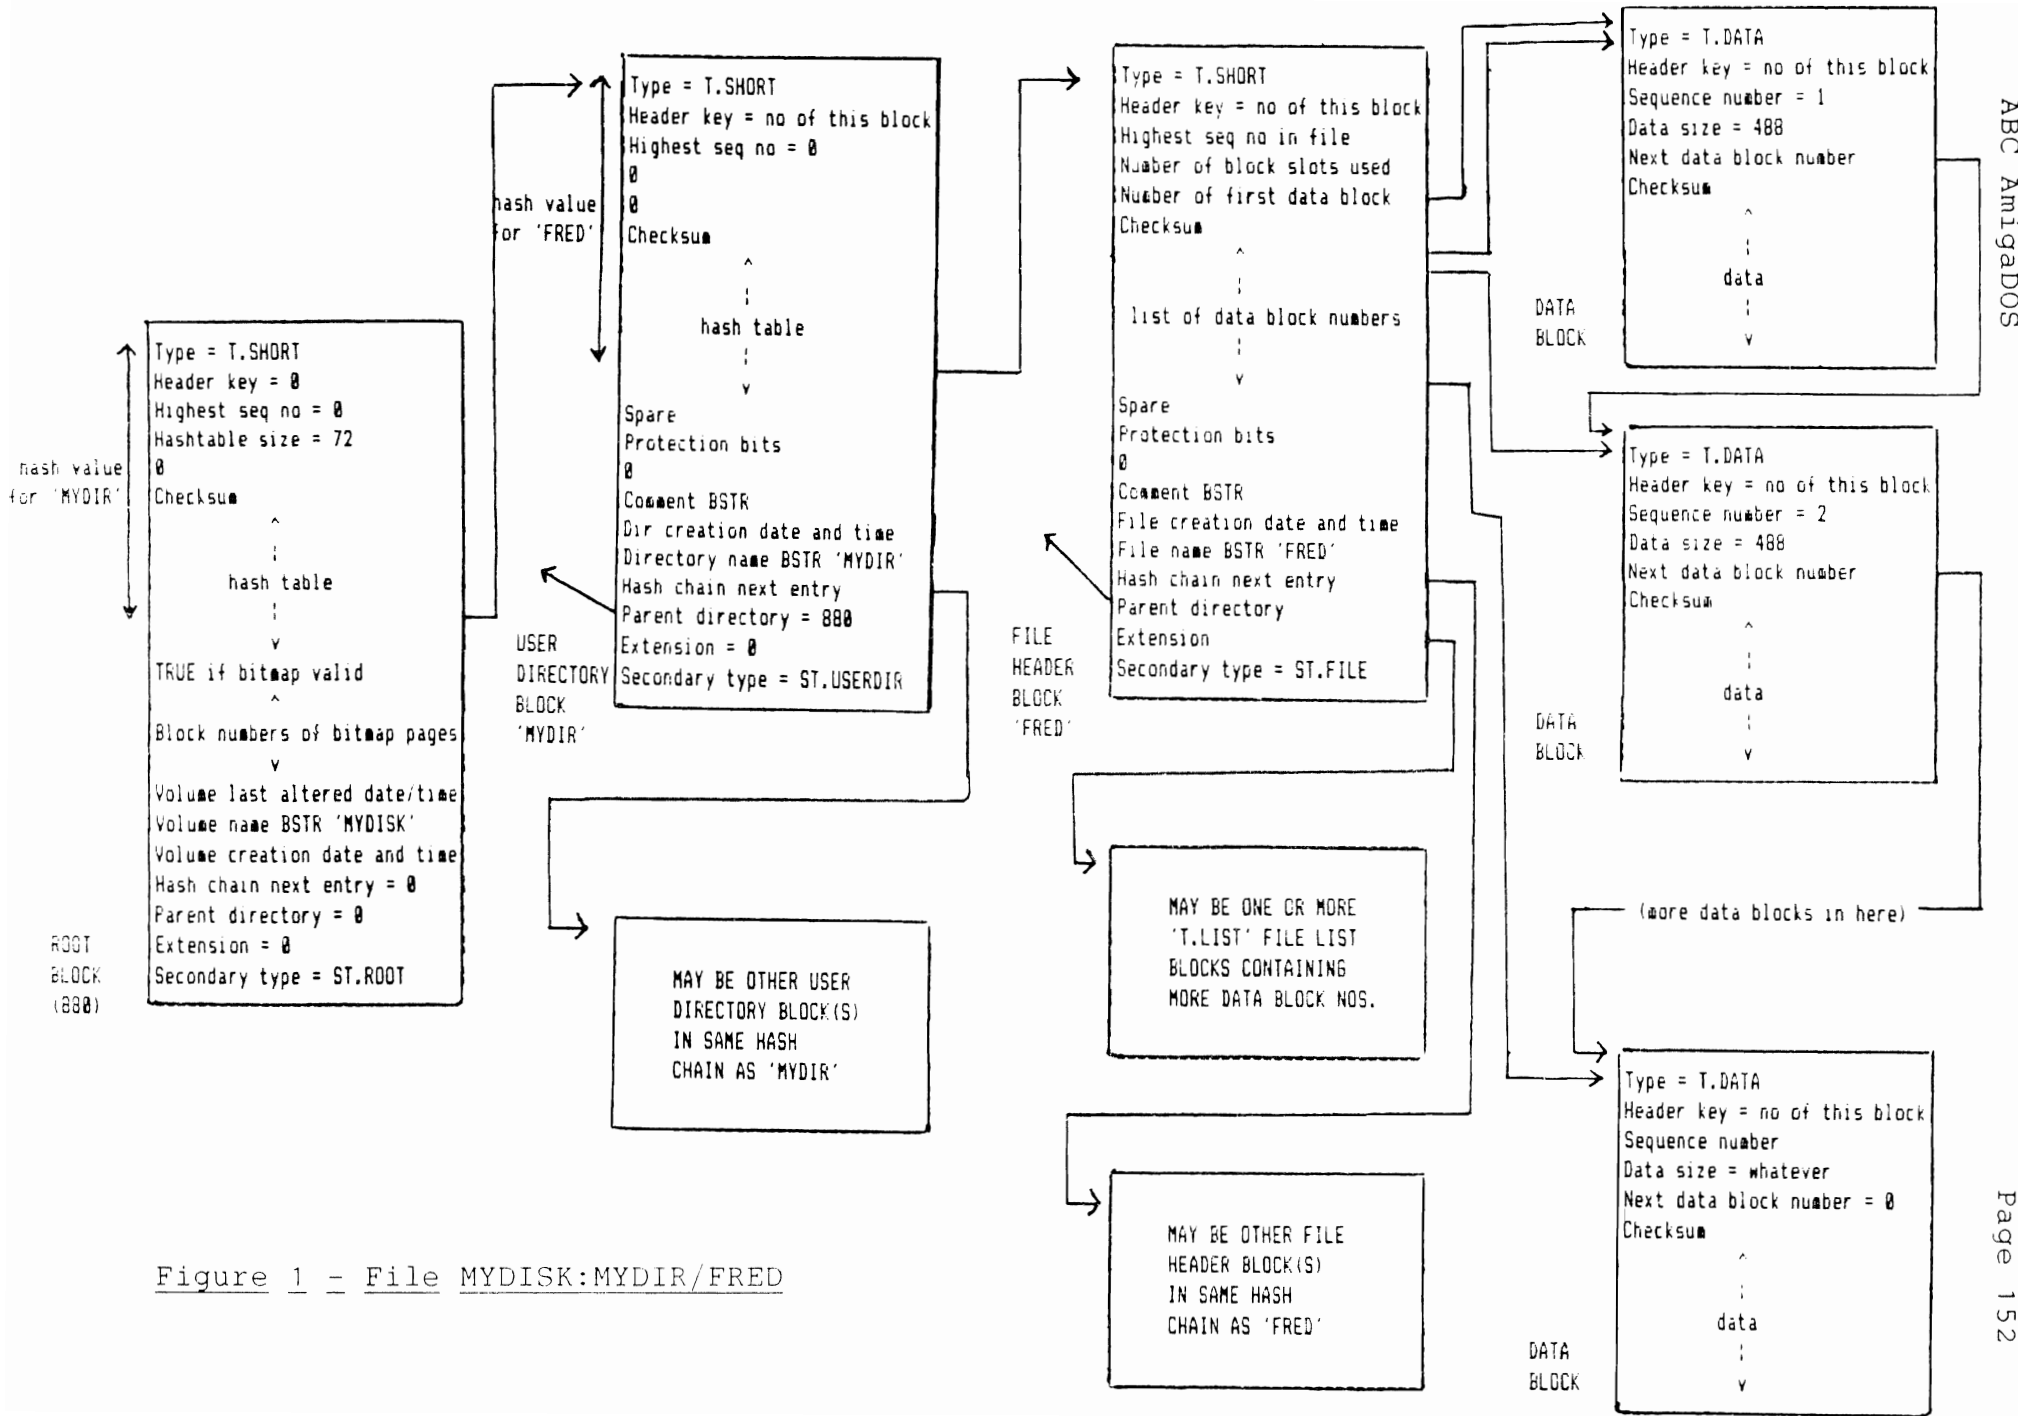 ABC AmigaDOS
hash value
for 'MYDIR'
Type = T.SHORT
Header key = 0
Highest seq no = 0
Hashtable size = 72
0
Checksum
hash table
TRUE if bitmap valid
Block numbers of bitmap pages
Volume last altered date/time
Volume name BSTR 'MYDISK'
Volume creation date and time
Hash chain next entry = 0
Parent directory = 0
Extension = 0
Secondary type = ST.ROOT
ROOT
BLOCK
(880)
hash value
for 'FRED'
Type = T.SHORT
Header key = no of this block
Highest seq no = 0
0
0
Checksum
hash table
Spare
Protection bits
0
Comment BSTR
Dir creation date and time
Directory name BSTR 'MYDIR'
Hash chain next entry
Parent directory = 880
Extension = 0
Secondary type = ST.USERDIR
USER
DIRECTORY
BLOCK
'MYDIR'
MAY BE OTHER USER
DIRECTORY BLOCK(S)
IN SAME HASH
CHAIN AS 'MYDIR'
Type = T.SHORT
Header key = no of this block
Highest seq no in file
Number of block slots used
Number of first data block
Checksum
list of data block numbers
Spare
Protection bits
0
Comment BSTR
File creation date and time
File name BSTR 'FRED'
Hash chain next entry
Parent directory
Extension
Secondary type = ST.FILE
FILE
HEADER
BLOCK
'FRED'
MAY BE ONE OR MORE
'T.LIST' FILE LIST
BLOCKS CONTAINING
MORE DATA BLOCK NOS.
MAY BE OTHER FILE
HEADER BLOCK(S)
IN SAME HASH
CHAIN AS 'FRED'
Type = T.DATA
Header key = no of this block
Sequence number = 1
Data size = 488
Next data block number
Checksum
data
DATA
BLOCK
Type = T.DATA
Header key = no of this block
Sequence number = 2
Data size = 488
Next data block number
Checksum
data
DATA
BLOCK
(more data blocks in here)
Type = T.DATA
Header key = no of this block
Sequence number
Data size = whatever
Next data block number = 0
Checksum
data
DATA
BLOCK
Figure 1 - File MYDISK:MYDIR/FRED
Page 152